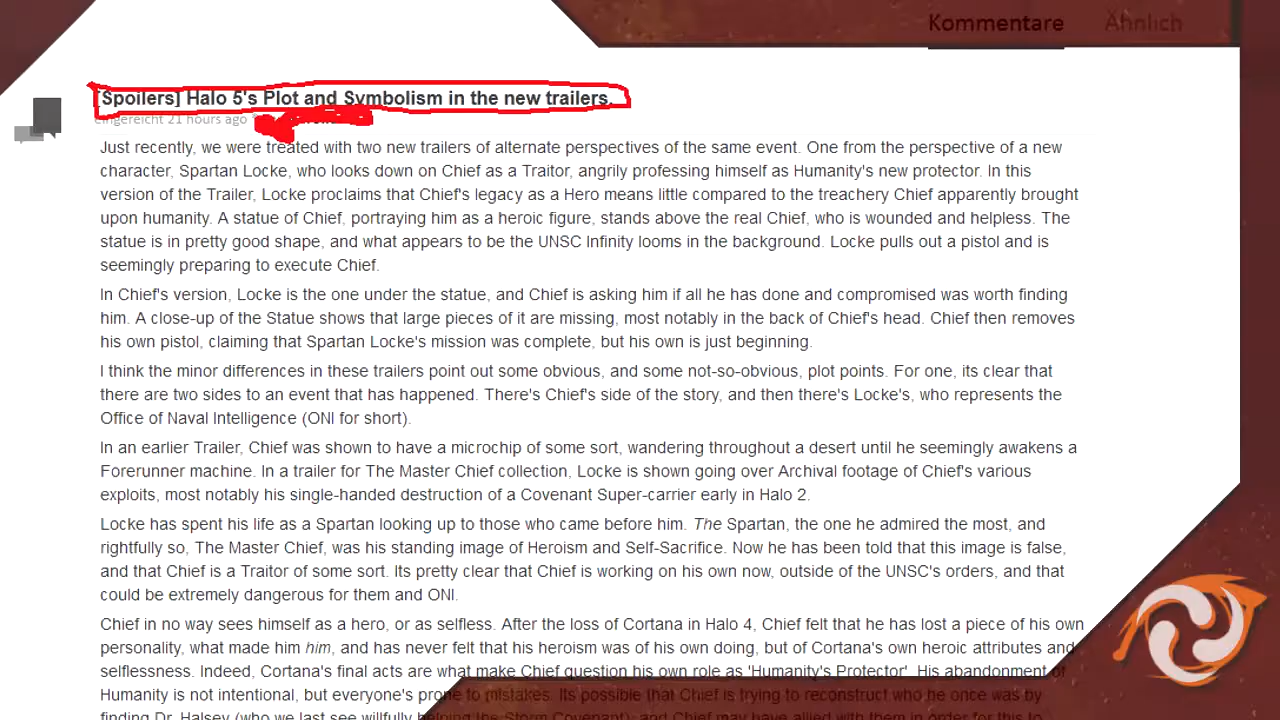 Kommentare Ähnlich
[Spoilers] Halo 5's Plot and Symbolism in the new trailers.
eingereicht 21 hours ago
Just recently, we were treated with two new trailers of alternate perspectives of the same event. One from the perspective of a new
character, Spartan Locke, who looks down on Chief as a Traitor, angrily professing himself as Humanity's new protector. In this
version of the Trailer, Locke proclaims that Chief's legacy as a Hero means little compared to the treachery Chief apparently brought
upon humanity. A statue of Chief, portraying him as a heroic figure, stands above the real Chief, who is wounded and helpless. The
statue is in pretty good shape, and what appears to be the UNSC Infinity looms in the background. Locke pulls out a pistol and is
seemingly preparing to execute Chief.
In Chief's version, Locke is the one under the statue, and Chief is asking him if all he has done and compromised was worth finding
him. A close-up of the Statue shows that large pieces of it are missing, most notably in the back of Chief's head. Chief then removes
his own pistol, claiming that Spartan Locke's mission was complete, but his own is just beginning.
I think the minor differences in these trailers point out some obvious, and some not-so-obvious, plot points. For one, its clear that
there are two sides to an event that has happened. There's Chief's side of the story, and then there's Locke's, who represents the
Office of Naval Intelligence (ONI for short).
In an earlier Trailer, Chief was shown to have a microchip of some sort, wandering throughout a desert until he seemingly awakens a
Forerunner machine. In a trailer for The Master Chief collection, Locke is shown going over Archival footage of Chief's various
exploits, most notably his single-handed destruction of a Covenant Super-carrier early in Halo 2.
Locke has spent his life as a Spartan looking up to those who came before him. The Spartan, the one he admired the most, and
rightfully so, The Master Chief, was his standing image of Heroism and Self-Sacrifice. Now he has been told that this image is false,
and that Chief is a Traitor of some sort. Its pretty clear that Chief is working on his own now, outside of the UNSC's orders, and that
could be extremely dangerous for them and ONI.
Chief in no way sees himself as a hero, or as selfless. After the loss of Cortana in Halo 4, Chief felt that he has lost a piece of his own
personality, what made him him, and has never felt that his heroism was of his own doing, but of Cortana's own heroic attributes and
selflessness. Indeed, Cortana's final acts are what make Chief question his own role as 'Humanity's Protector'. His abandonment of
Humanity is not intentional, but everyone's prone to mistakes. Its possible that Chief is trying to reconstruct who he once was by
finding Dr. Halsey (who we last see willfully helping the Storm Covenant), and Chief may have allied with them in order for this to